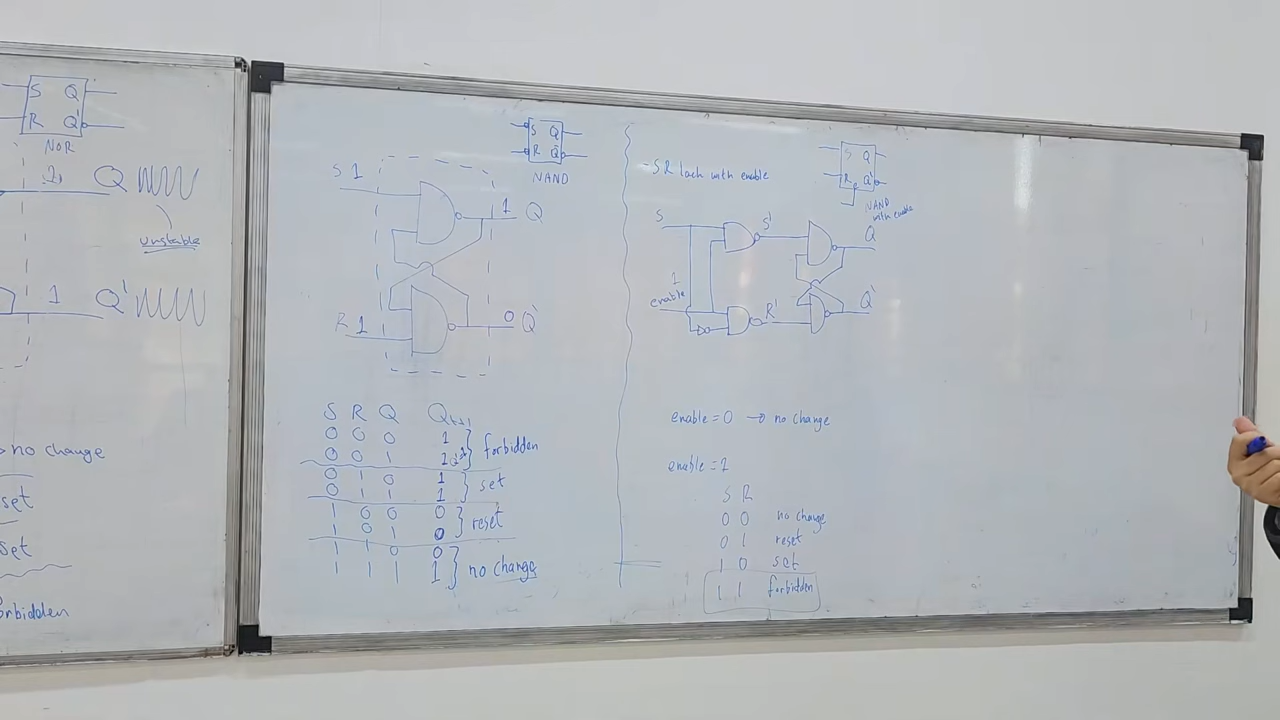 S Q
R Q'
NOR
1 Q
unstable
1 Q'
no change
set
set
S Q
R Q'
NAND
S 1
1 Q
R 1
0 Q'
S R Q Qt+1
0 0 0 1
0 0 1 1 forbidden
0 1 0 1
0 1 1 1 set
1 0 0 0
1 0 1 0 reset
1 1 0 0
1 1 1 1 no change
- SR lach with enable
S Q
R Q'
e
NAND
with enable
S S' Q
1
enable R' Q'
enable = 0 → no change
enable = 1
S R
0 0 no change
0 1 reset
1 0 set
1 1 forbidden